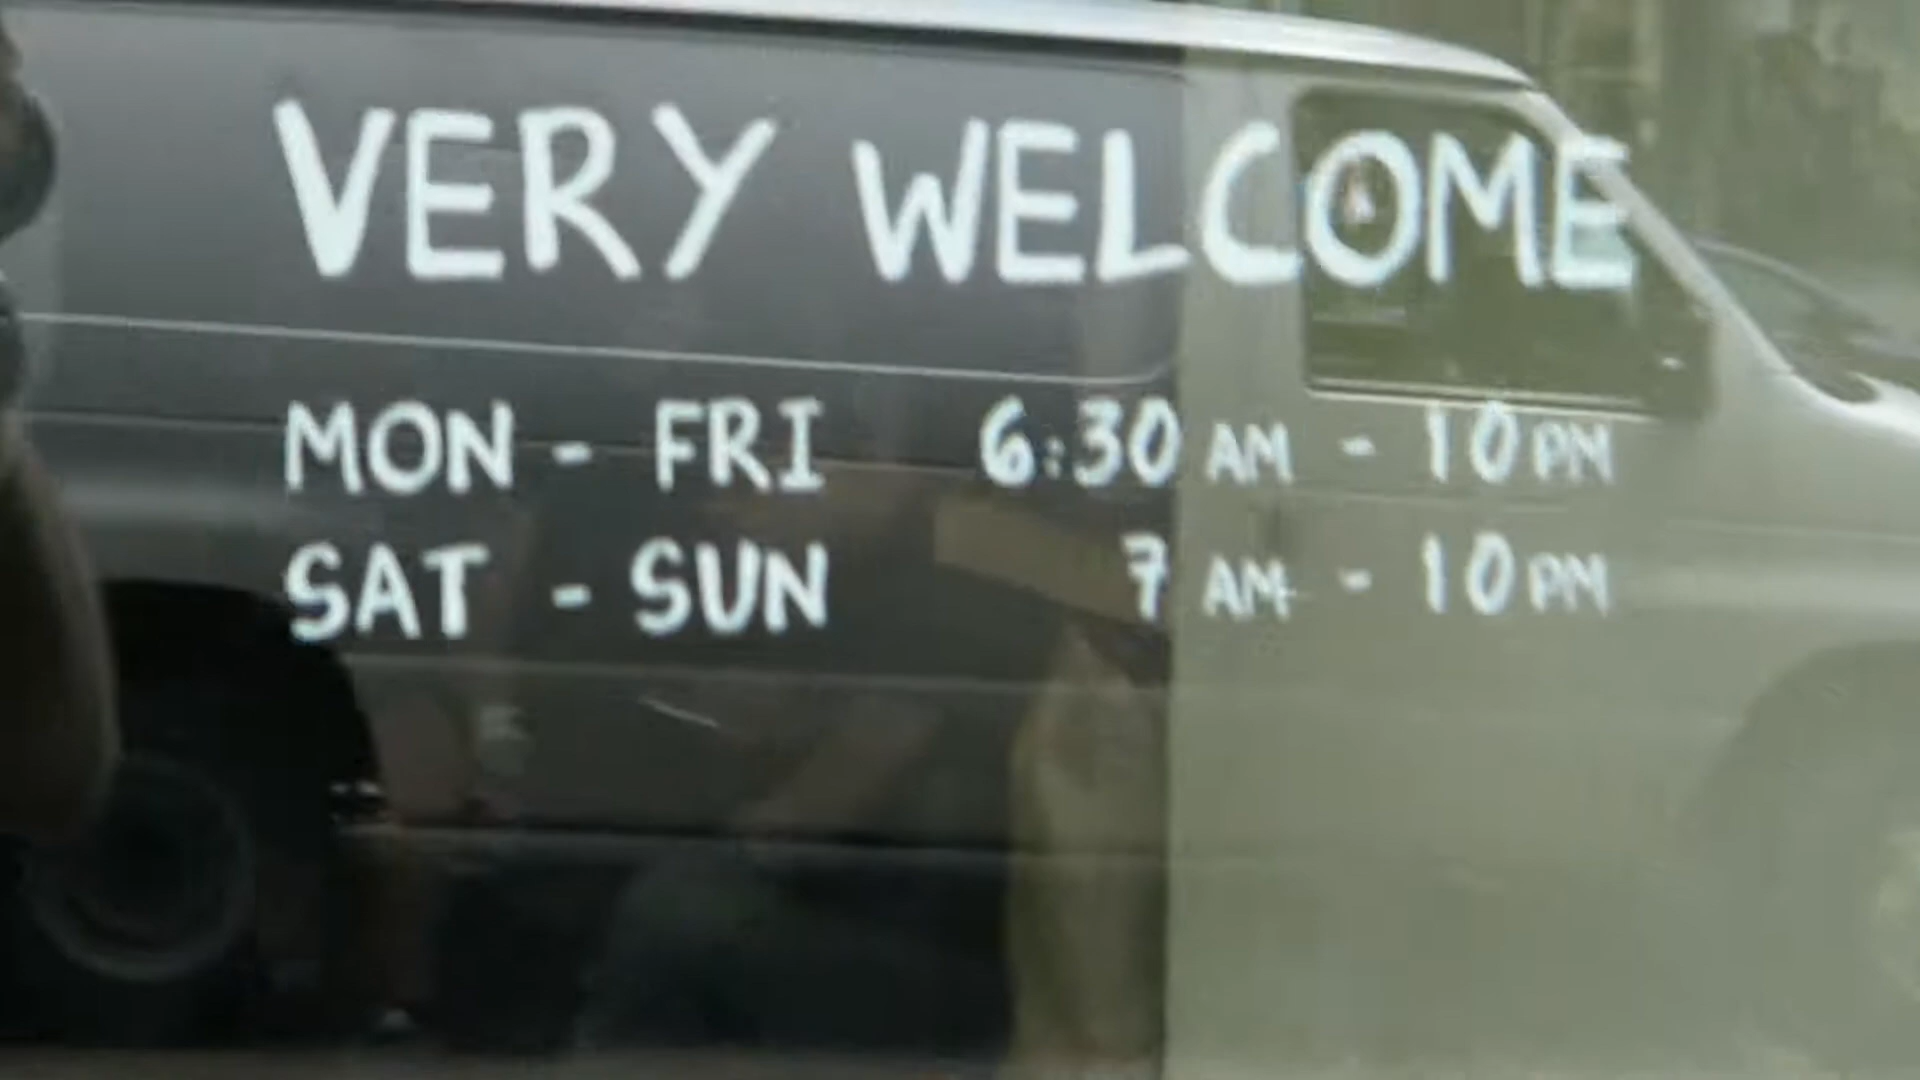 VERY WELCOME
MON - FRI 6:30 AM - 10 PM
SAT - SUN 7 AM - 10 PM